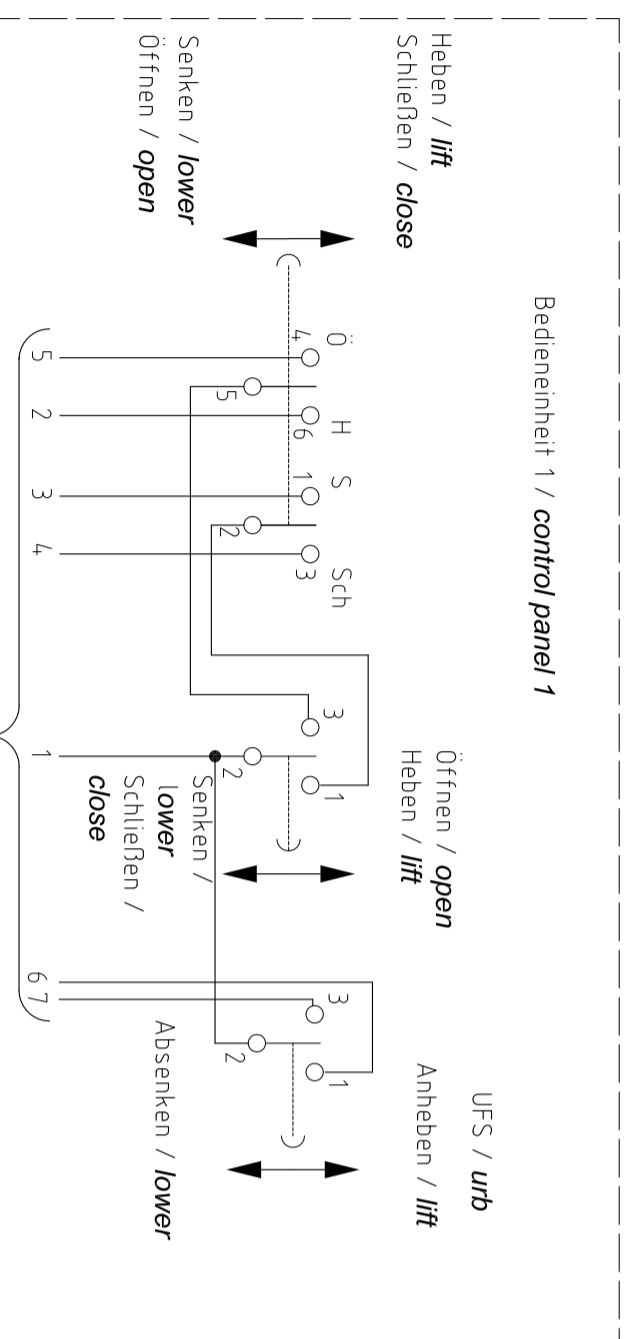 Bedieneinheit 1 / control panel 1
Heben / lift
Schließen / close
Senken / lower
Öffnen / open
Ö
H
S
Sch
4
5
6
1
2
3
5
2
3
4
Öffnen / open
Heben / lift
3
2
1
Senken /
lower
Schließen /
close
1
UFS / urb
Anheben / lift
3
2
1
Absenken / lower
6 7